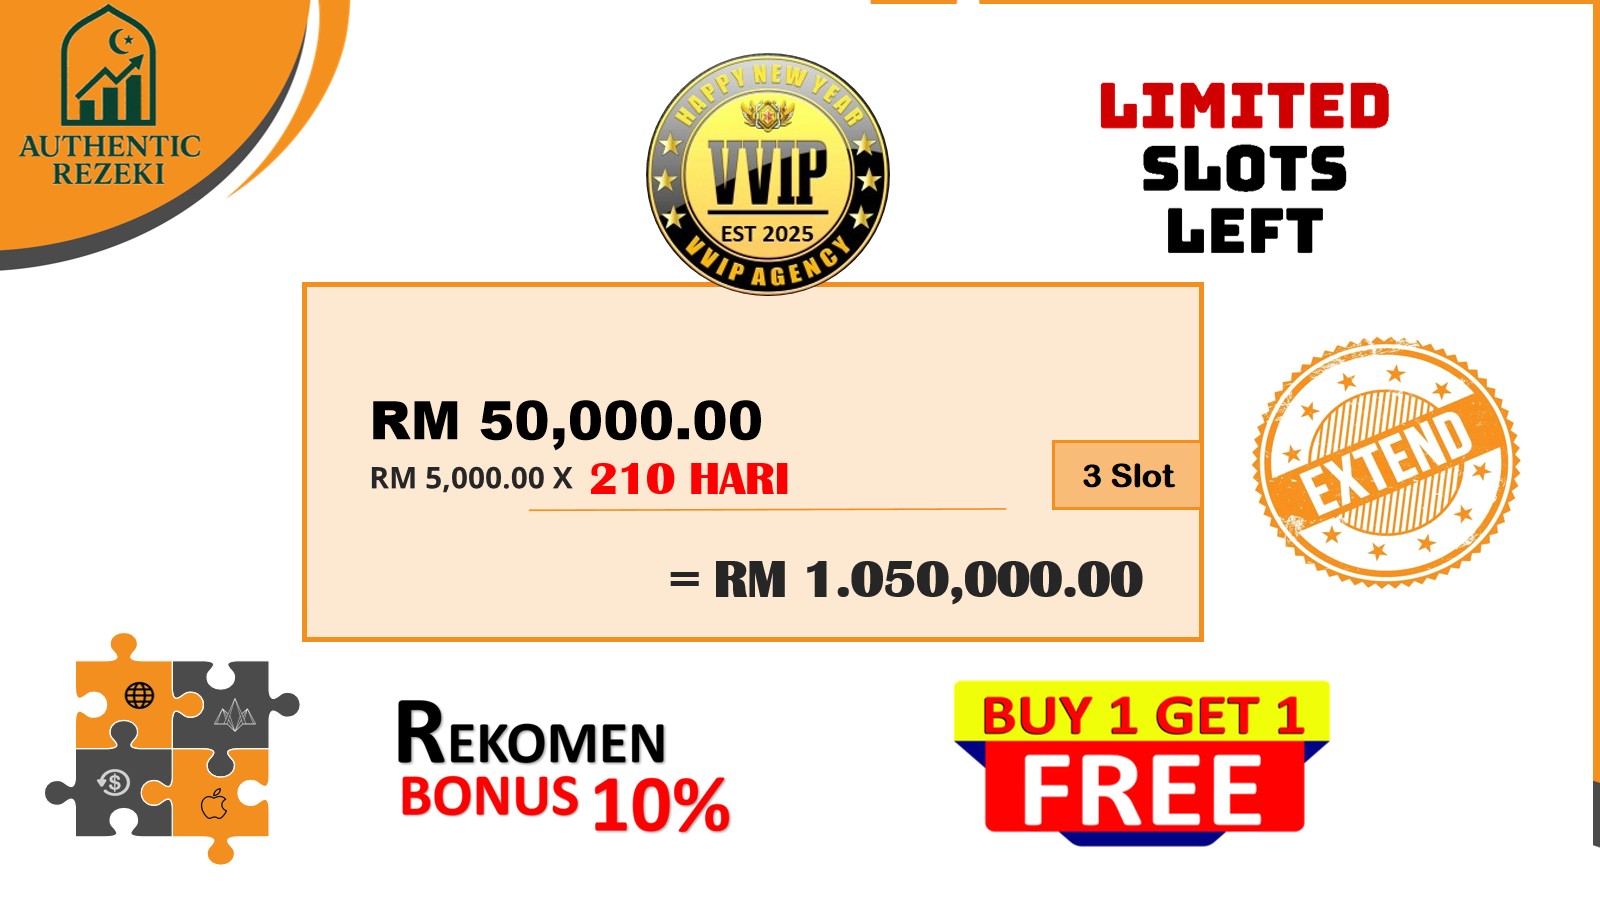 AUTHENTIC
REZEKI
HAPPY NEW YEAR
VVIP
EST 2025
VVIP AGENCY
LIMITED
SLOTS
LEFT
RM 50,000.00
RM 5,000.00 X 210 HARI
3 Slot
= RM 1.050,000.00
EXTEND
REKOMEN
BONUS 10%
BUY 1 GET 1
FREE
$